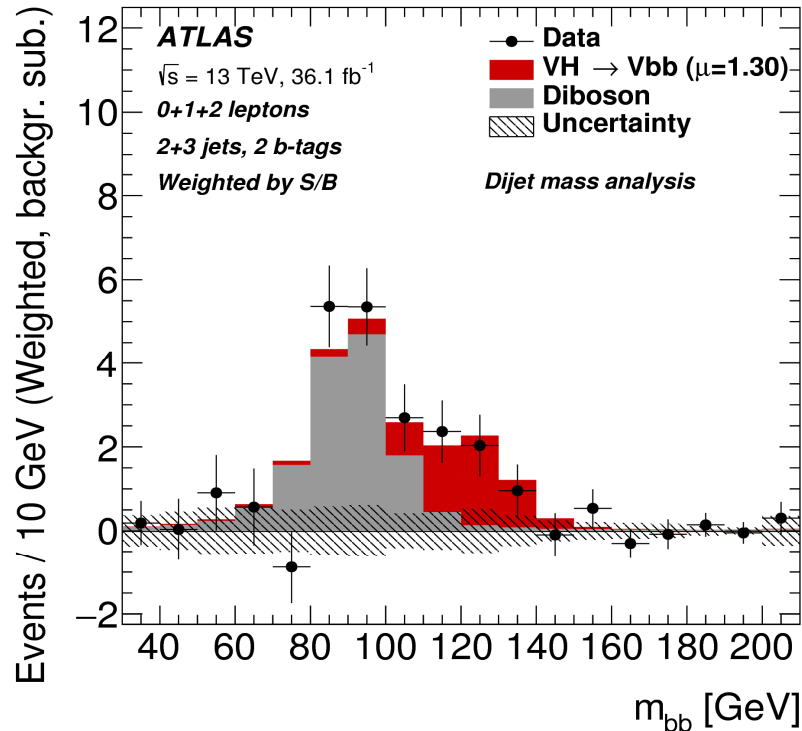 Events / 10 GeV (Weighted, backgr. sub.)
12
10
8
6
4
2
0
−2
ATLAS
√s = 13 TeV, 36.1 fb⁻¹
0+1+2 leptons
2+3 jets, 2 b-tags
Weighted by S/B
Data
VH → Vbb (μ=1.30)
Diboson
Uncertainty
Dijet mass analysis
40 60 80 100 120 140 160 180 200
m_bb [GeV]